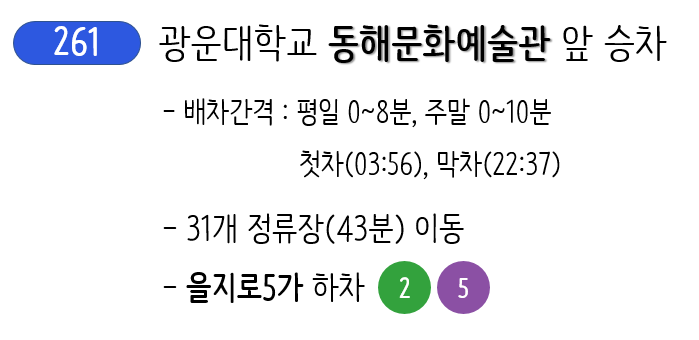 261 광운대학교 동해문화예술관 앞 승차
- 배차간격 : 평일 0~8분, 주말 0~10분
첫차(03:56), 막차(22:37)
- 31개 정류장(43분) 이동
- 을지로5가 하차 2 5